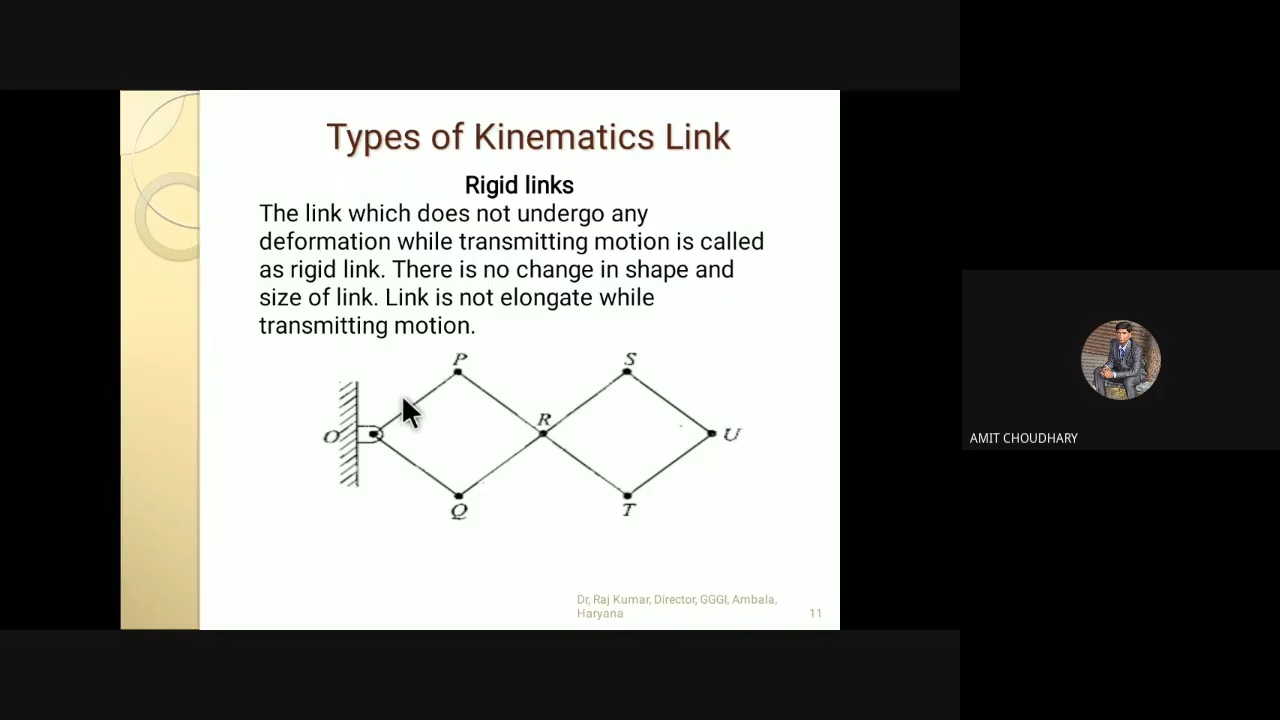 Types of Kinematics Link
Rigid links
The link which does not undergo any
deformation while transmitting motion is called
as rigid link. There is no change in shape and
size of link. Link is not elongate while
transmitting motion.
P
S
R
O
U
Q
T
Dr, Raj Kumar, Director, GGGI, Ambala,
Haryana
11
AMIT CHOUDHARY